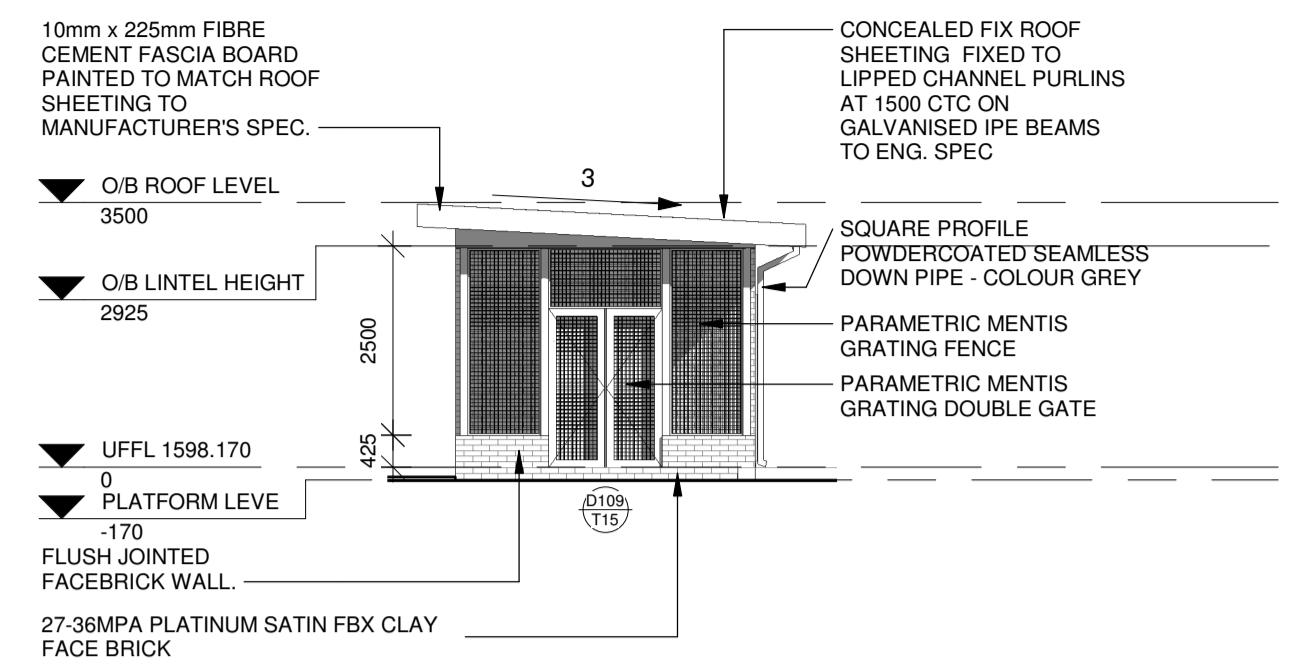 10mm x 225mm FIBRE
CEMENT FASCIA BOARD
PAINTED TO MATCH ROOF
SHEETING TO
MANUFACTURER'S SPEC.
CONCEALED FIX ROOF
SHEETING FIXED TO
LIPPED CHANNEL PURLINS
AT 1500 CTC ON
GALVANISED IPE BEAMS
TO ENG. SPEC
3
O/B ROOF LEVEL
3500
SQUARE PROFILE
POWDERCOATED SEAMLESS
DOWN PIPE - COLOUR GREY
O/B LINTEL HEIGHT
2925
2500
PARAMETRIC MENTIS
GRATING FENCE
PARAMETRIC MENTIS
GRATING DOUBLE GATE
425
UFFL 1598.170
0
PLATFORM LEVE
-170
D109
T15
FLUSH JOINTED
FACEBRICK WALL.
27-36MPA PLATINUM SATIN FBX CLAY
FACE BRICK